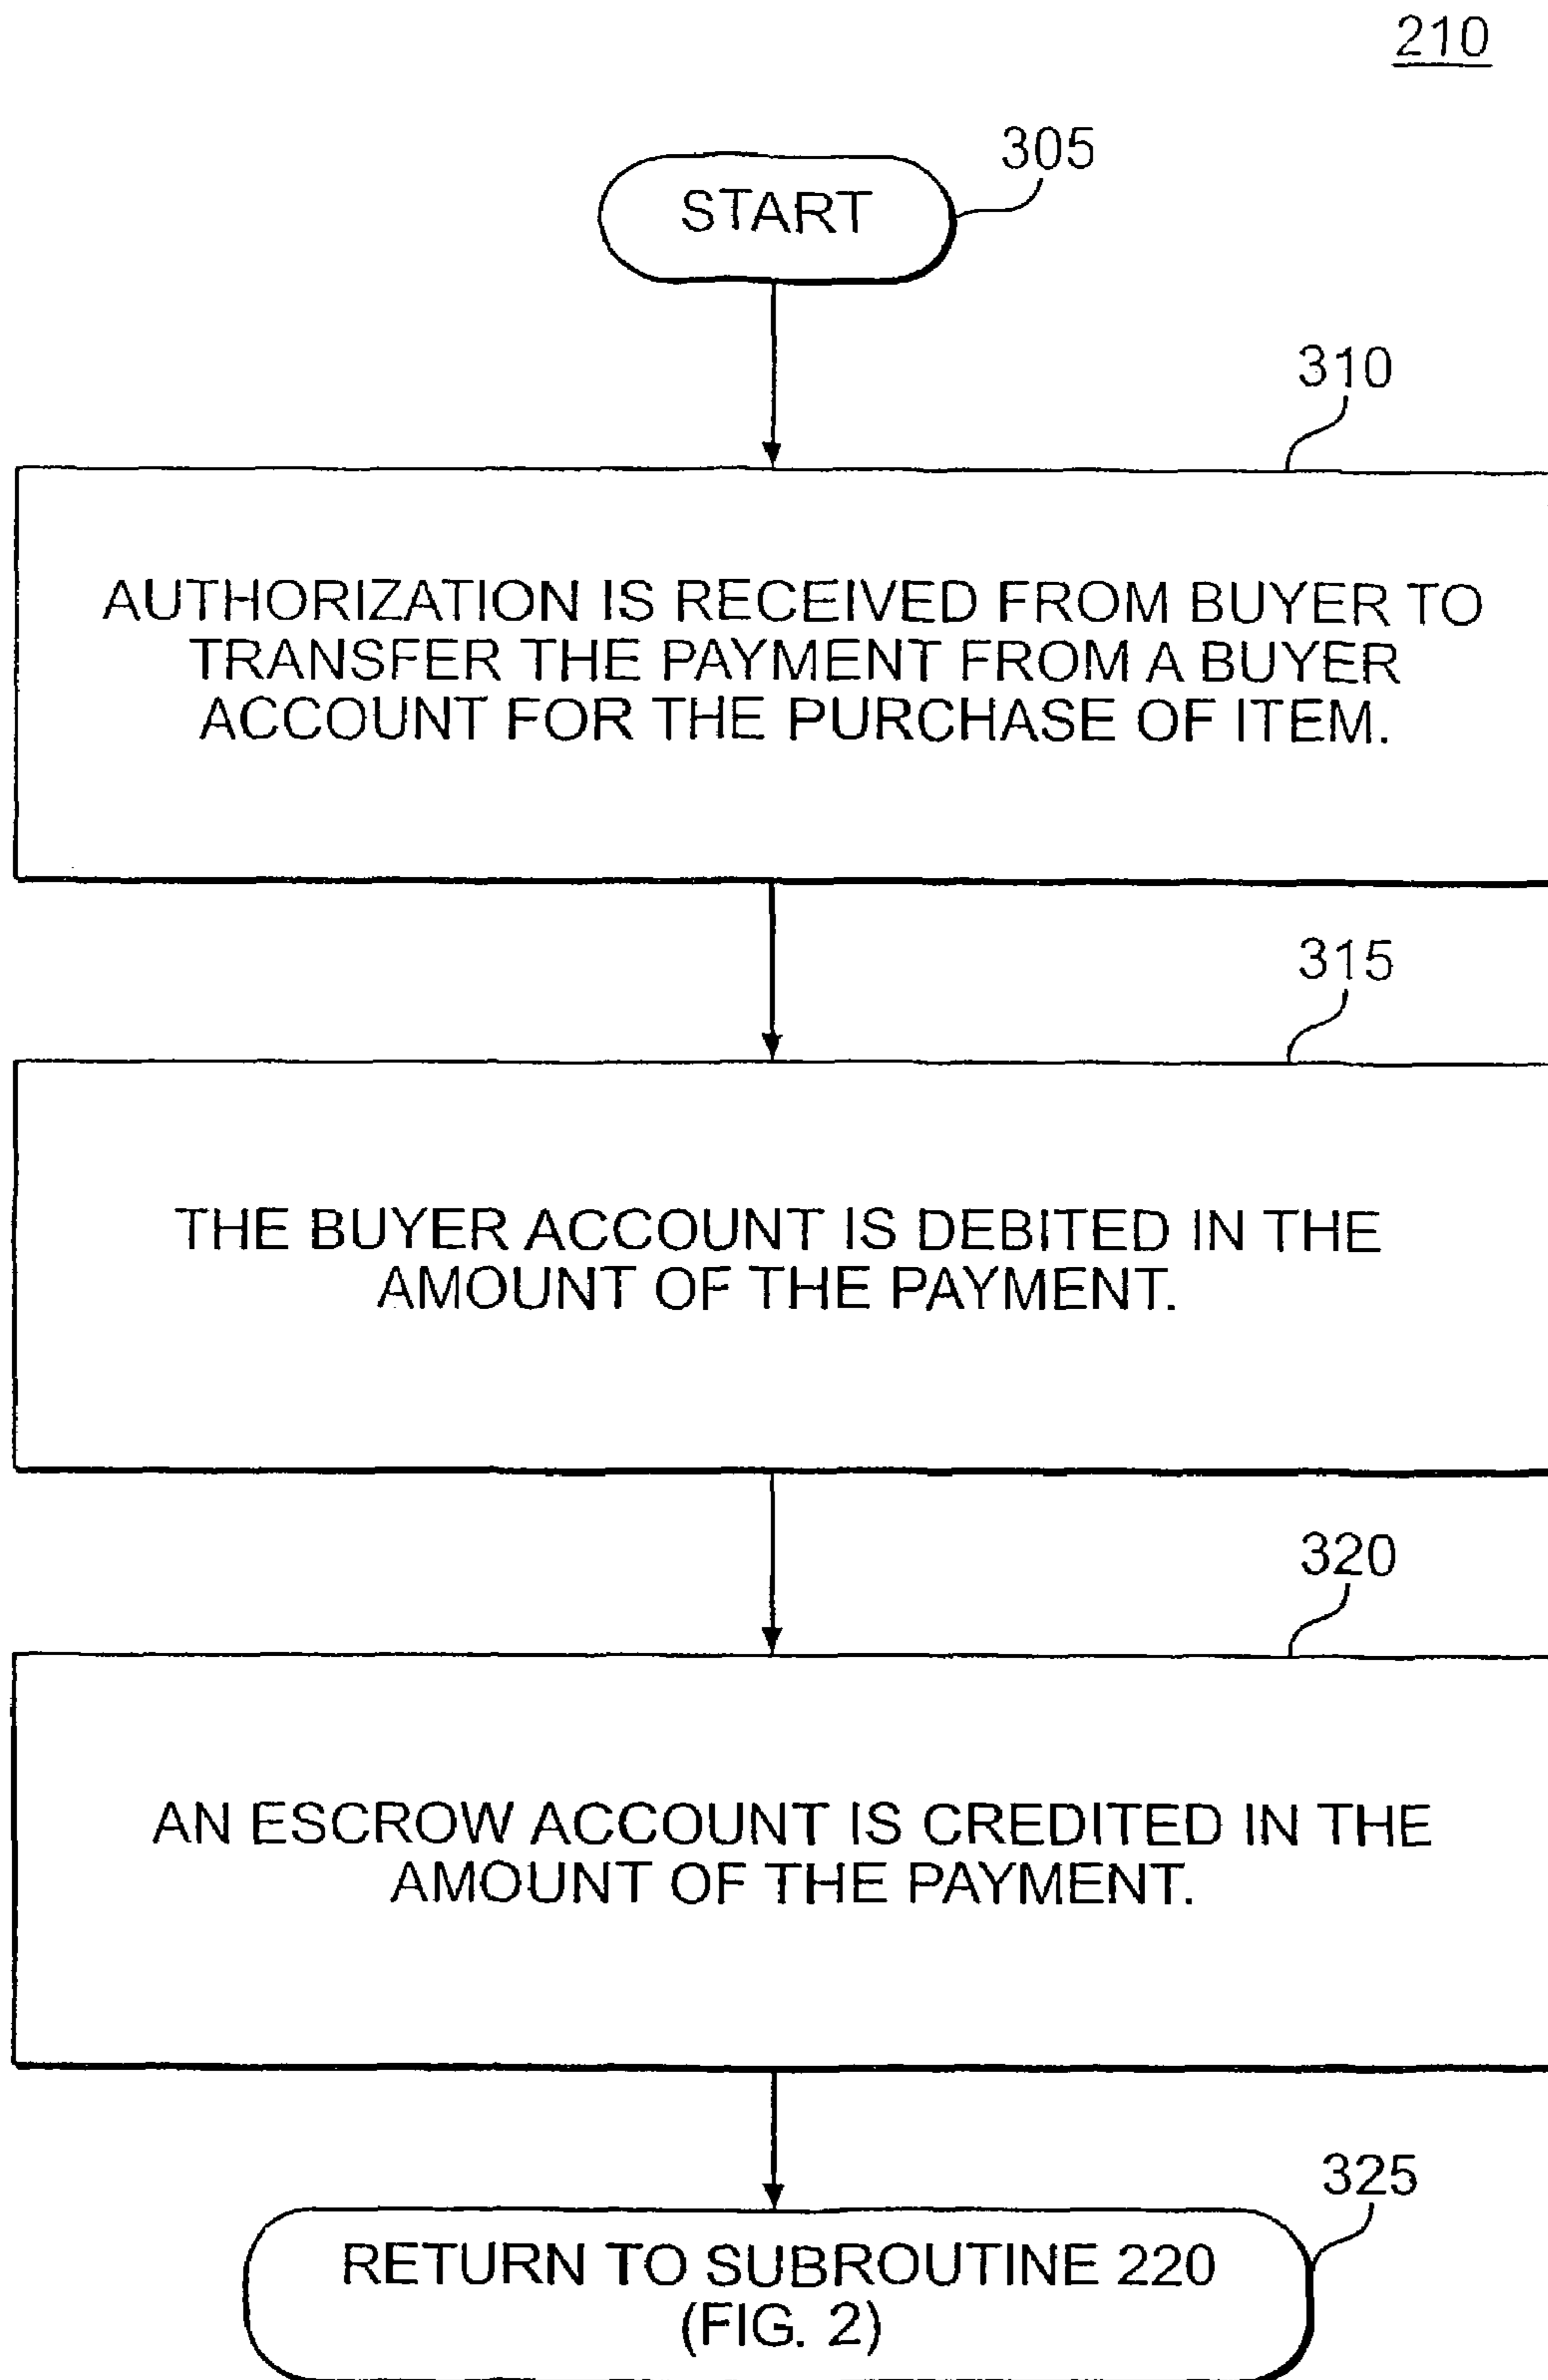 210
305
START
310
AUTHORIZATION IS RECEIVED FROM BUYER TO
TRANSFER THE PAYMENT FROM A BUYER
ACCOUNT FOR THE PURCHASE OF ITEM.
315
THE BUYER ACCOUNT IS DEBITED IN THE
AMOUNT OF THE PAYMENT.
320
AN ESCROW ACCOUNT IS CREDITED IN THE
AMOUNT OF THE PAYMENT.
325
RETURN TO SUBROUTINE 220
(FIG. 2)